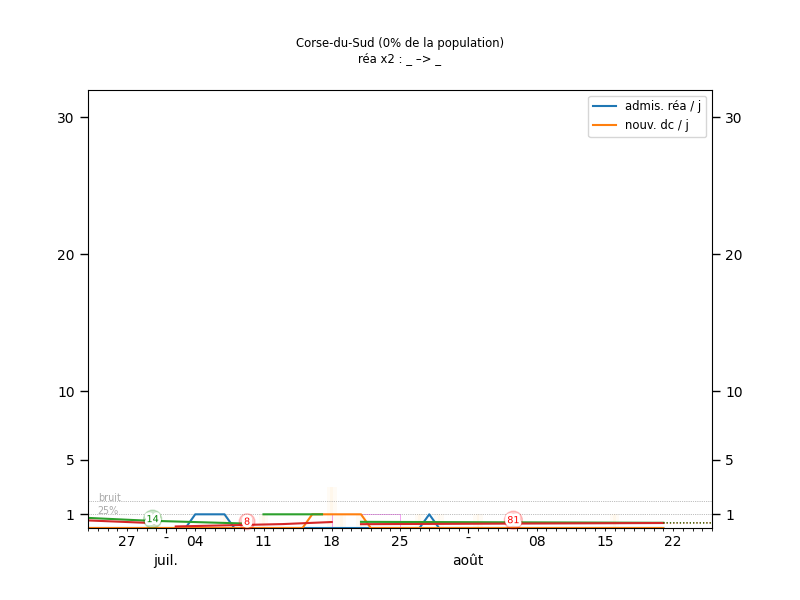 Corse-du-Sud (0% de la population)
réa x2 : _ –> _
admis. réa / j
nouv. dc / j
30 30
20 20
10 10
5 5
bruit
25%
1 1
14 8 81
27 - 04 11 18 25 - 08 15 22
juil. août